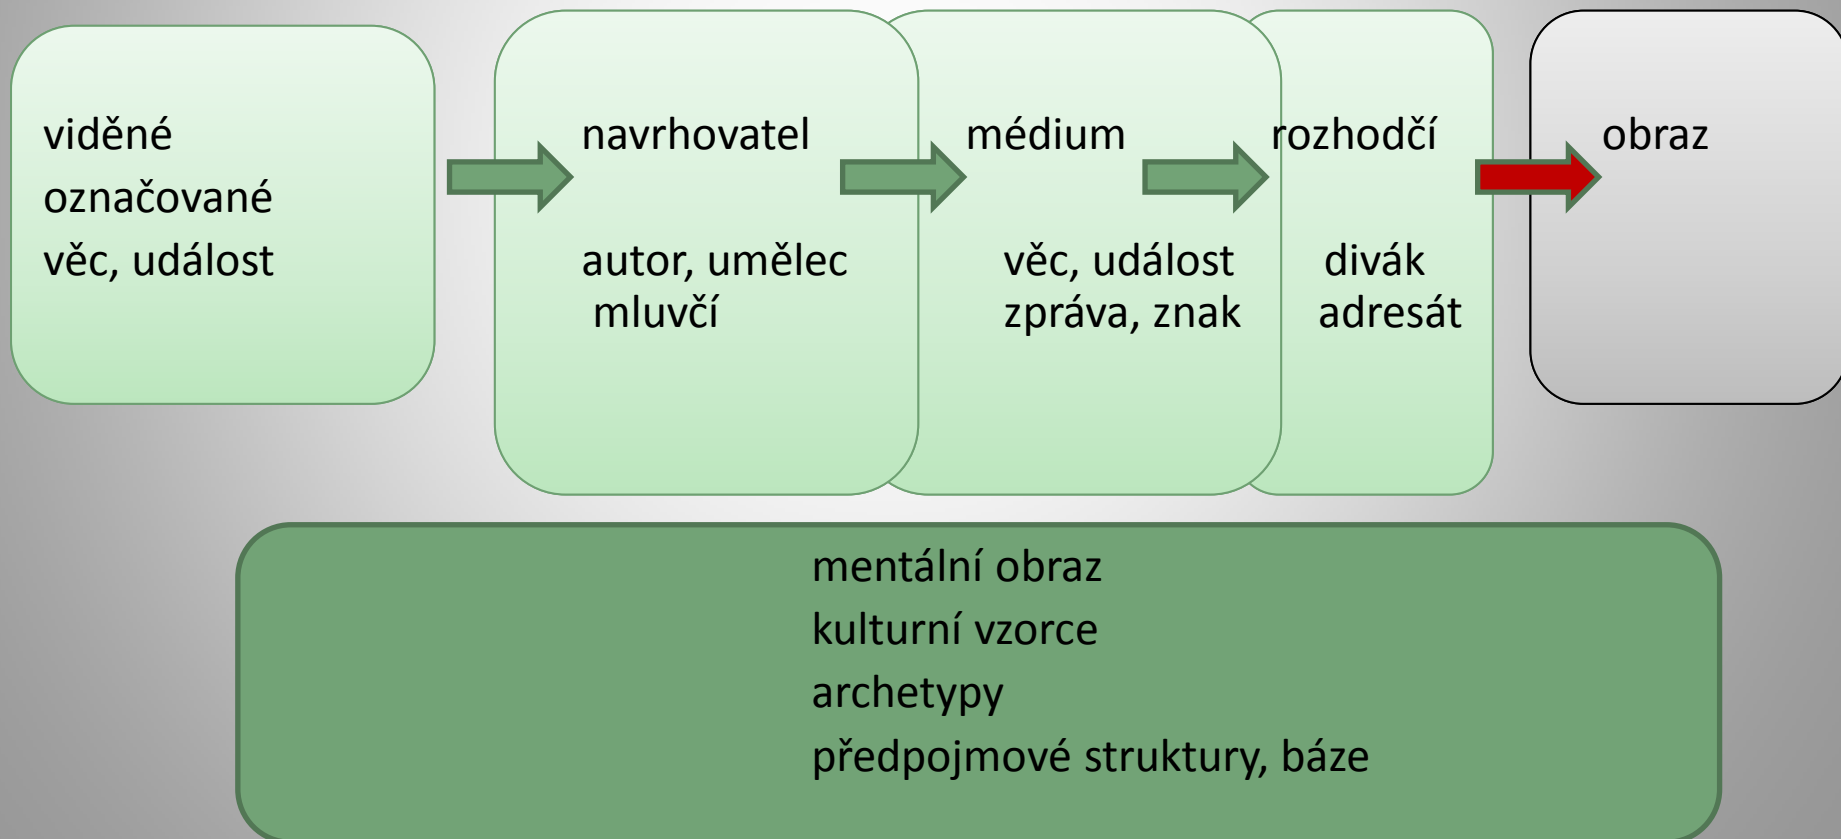 viděné
označované
věc, událost
navrhovatel
autor, umělec
mluvčí
médium
věc, událost
zpráva, znak
rozhodčí
divák
adresát
obraz
mentální obraz
kulturní vzorce
archetypy
předpojmové struktury, báze